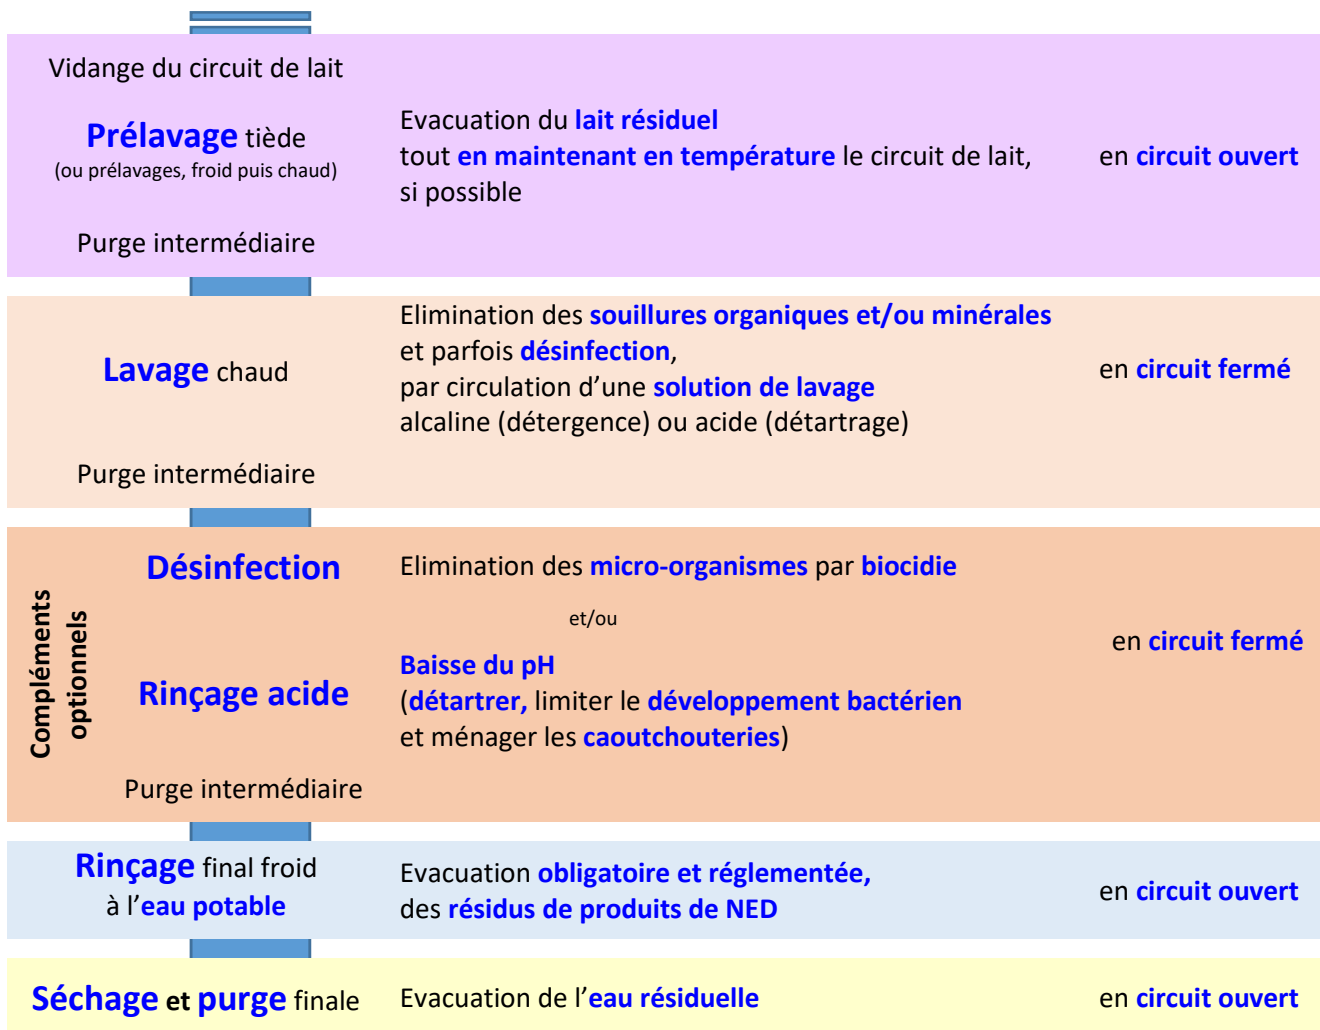 Vidange du circuit de lait
Prélavage tiède
(ou prélavages, froid puis chaud)
Evacuation du lait résiduel
tout en maintenant en température le circuit de lait,
si possible
en circuit ouvert
Purge intermédiaire
Lavage chaud
Elimination des souillures organiques et/ou minérales
et parfois désinfection,
par circulation d’une solution de lavage
alcaline (détergence) ou acide (détartrage)
en circuit fermé
Purge intermédiaire
Compléments
optionnels
Désinfection
Elimination des micro-organismes par biocidie
et/ou
Rinçage acide
Baisse du pH
(détartrer, limiter le développement bactérien
et ménager les caoutchouteries)
en circuit fermé
Purge intermédiaire
Rinçage final froid
à l’eau potable
Evacuation obligatoire et réglementée,
des résidus de produits de NED
en circuit ouvert
Séchage et purge finale
Evacuation de l’eau résiduelle
en circuit ouvert